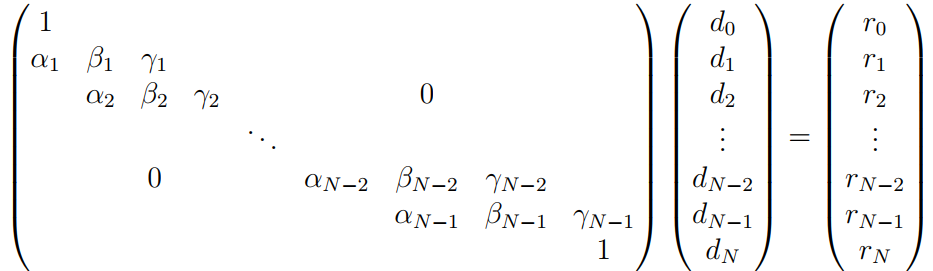 1 d₀ r₀
α₁ β₁ γ₁ d₁ r₁
α₂ β₂ γ₂ 0 d₂ r₂
⋱ ⋮ = ⋮
0 α_{N−2} β_{N−2} γ_{N−2} d_{N−2} r_{N−2}
α_{N−1} β_{N−1} γ_{N−1} d_{N−1} r_{N−1}
1 d_N r_N